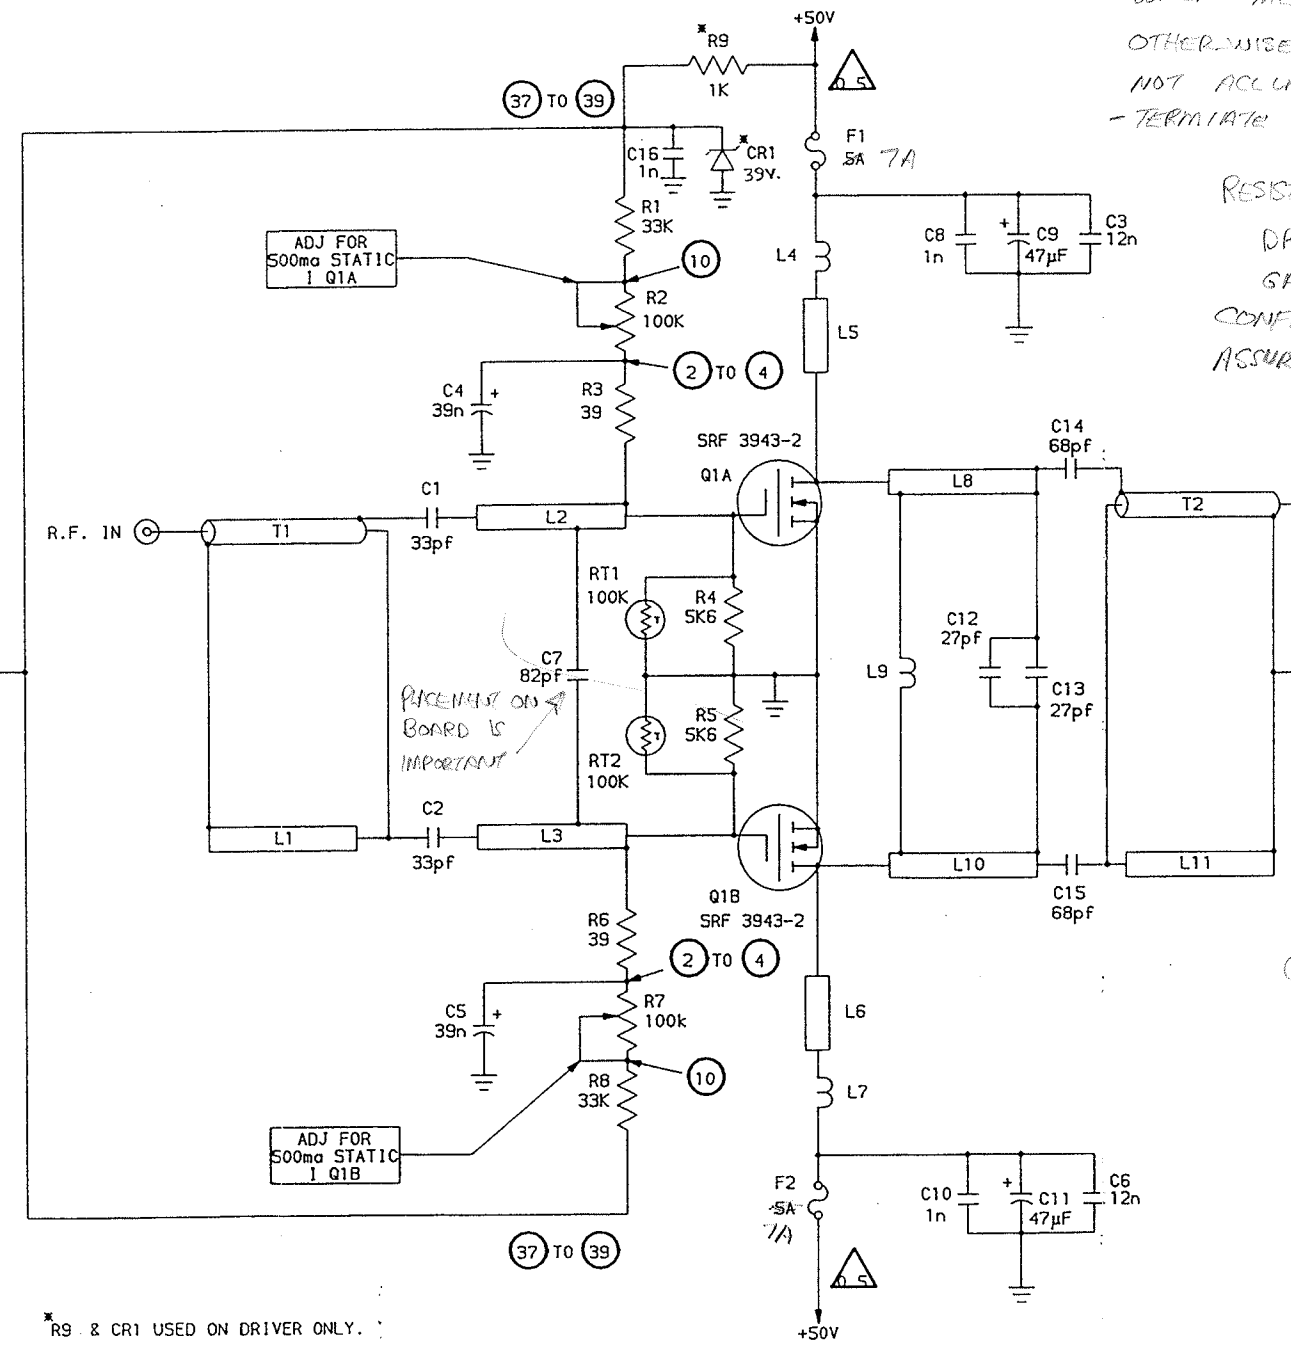 +50V
*R9
1K
OTHERWISE
NOT
- TERMIATE
0.5
37 TO 39
F1
5A 7A
C16
1n
*CR1
39V.
R1
33K
ADJ FOR
500ma STATIC
I Q1A
10
L4
C8
1n
+ C9
47µF
C3
12n
R2
100K
L5
2 TO 4
C4 +
39n
R3
39
SRF 3943-2
Q1A
C14
68pf
L8
T2
R.F. IN
T1
C1
33pf
L2
RT1
100K
T
R4
5K6
C12
27pf
C7
82pf
L9
C13
27pf
PLACEMENT ON
BOARD IS
IMPORTANT
R5
5K6
T
RT2
100K
L1
C2
33pf
L3
L10
C15
68pf
L11
Q1B
SRF 3943-2
R6
39
2 TO 4
C5 +
39n
R7
100k
L6
10
R8
33K
L7
ADJ FOR
500ma STATIC
I Q1B
F2
5A
7A
C10
1n
+ C11
47µF
C6
12n
37 TO 39
0.5
+50V
*R9 & CR1 USED ON DRIVER ONLY.